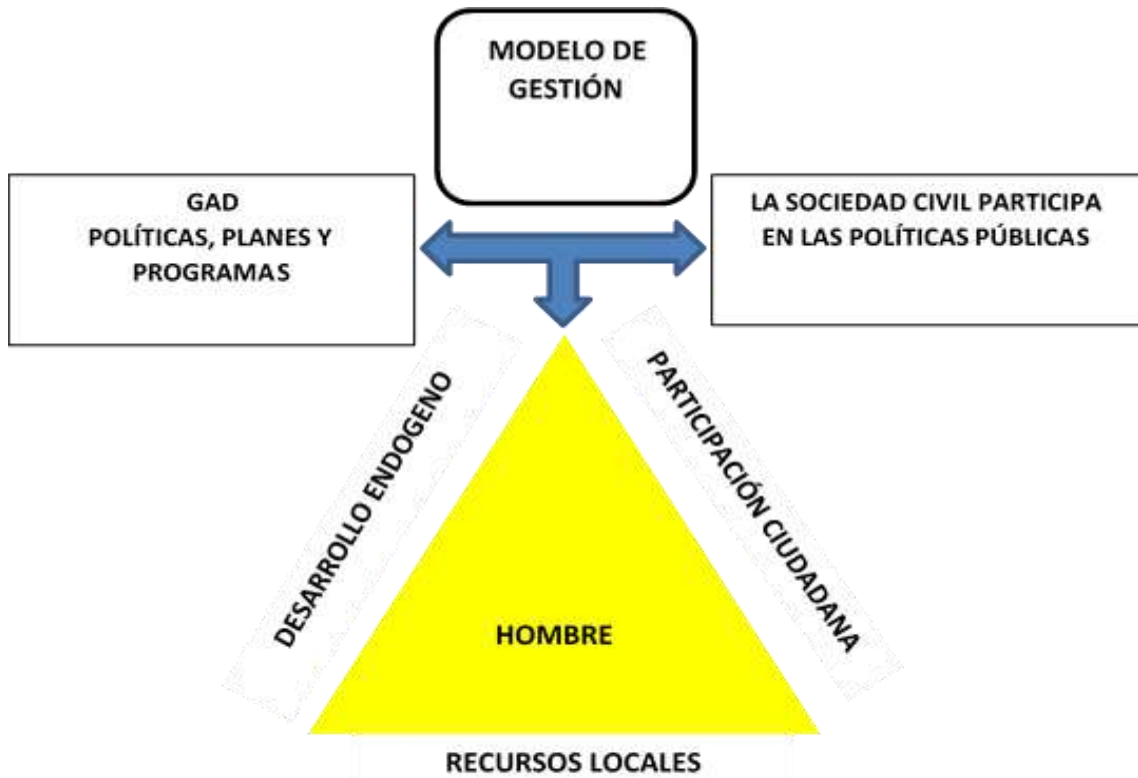 MODELO DE
GESTIÓN
GAD
POLÍTICAS, PLANES Y
PROGRAMAS
LA SOCIEDAD CIVIL PARTICIPA
EN LAS POLÍTICAS PÚBLICAS
DESARROLLO ENDOGENO
PARTICIPACIÓN CIUDADANA
HOMBRE
RECURSOS LOCALES